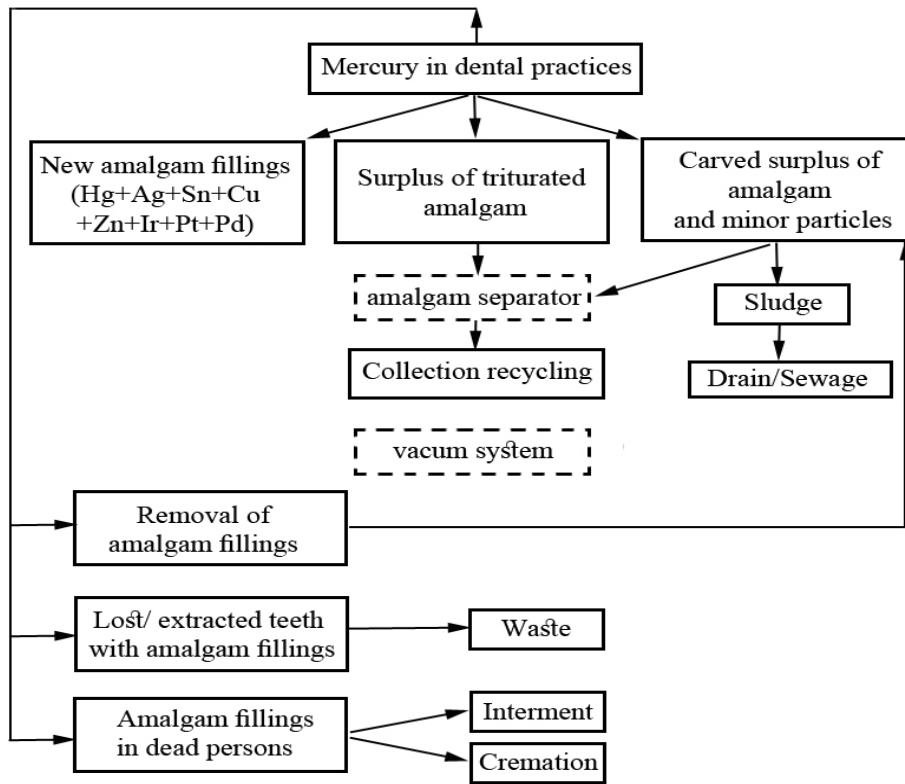 Mercury in dental practices
New amalgam fillings
(Hg+Ag+Sn+Cu
+Zn+Ir+Pt+Pd)
Surplus of triturated
amalgam
Carved surplus of
amalgam
and minor particles
amalgam separator
Sludge
Collection recycling
Drain/Sewage
vacum system
Removal of
amalgam fillings
Lost/ extracted teeth
with amalgam fillings
Waste
Amalgam fillings
in dead persons
Interment
Cremation